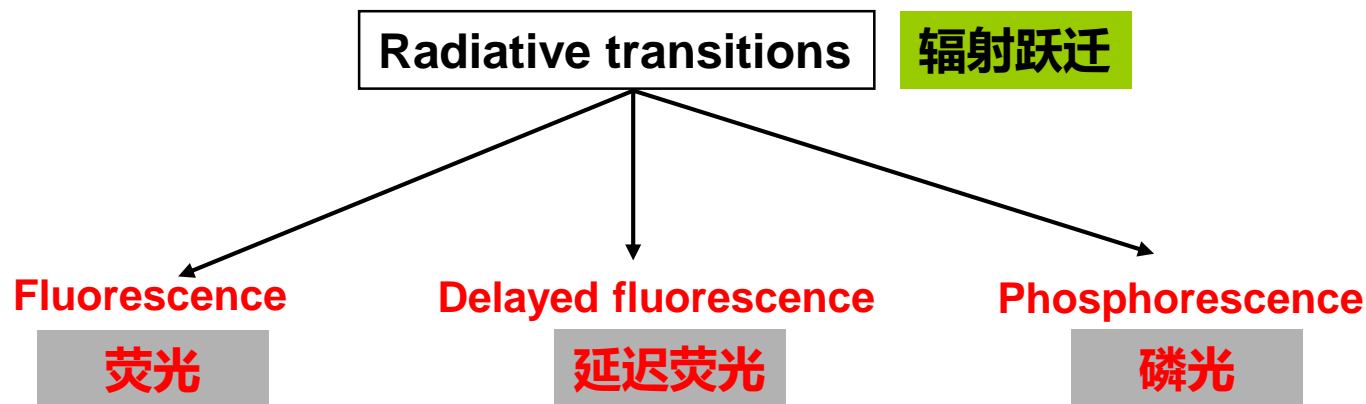 Radiative transitions
辐射跃迁
Fluorescence
Delayed fluorescence
Phosphorescence
荧光
延迟荧光
磷光